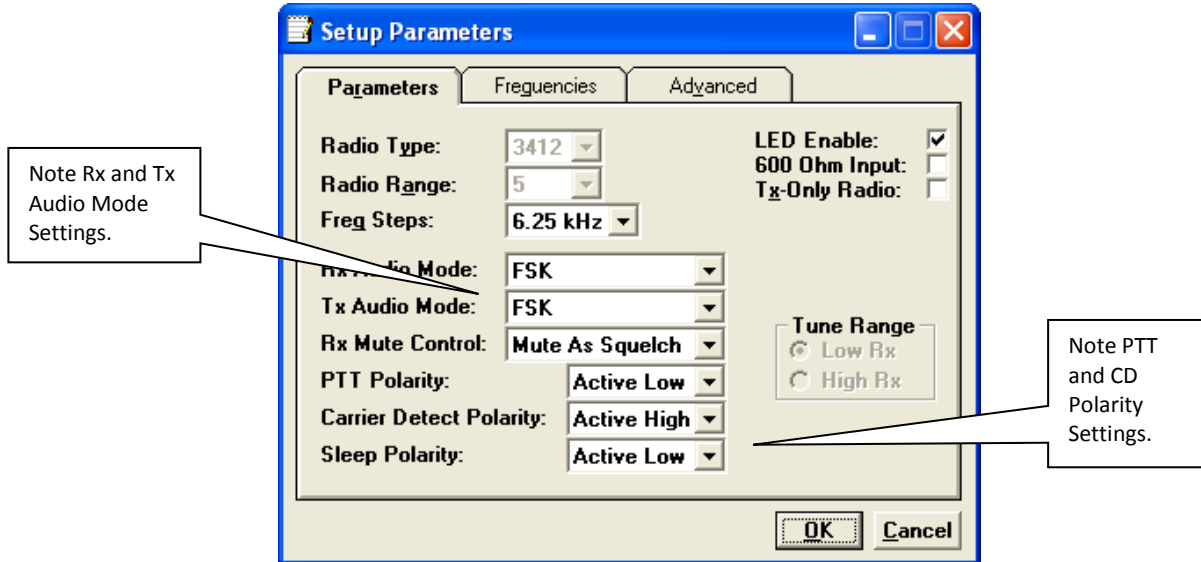 Setup Parameters
Parameters
Frequencies
Advanced
Radio Type:
3412
Radio Range:
5
Freq Steps:
6.25 kHz
LED Enable:
600 Ohm Input:
Tx-Only Radio:
Note Rx and Tx
Audio Mode
Settings.
Rx Audio Mode:
FSK
Tx Audio Mode:
FSK
Rx Mute Control:
Mute As Squelch
PTT Polarity:
Active Low
Carrier Detect Polarity:
Active High
Sleep Polarity:
Active Low
Tune Range
Low Rx
High Rx
Note PTT
and CD
Polarity
Settings.
OK
Cancel